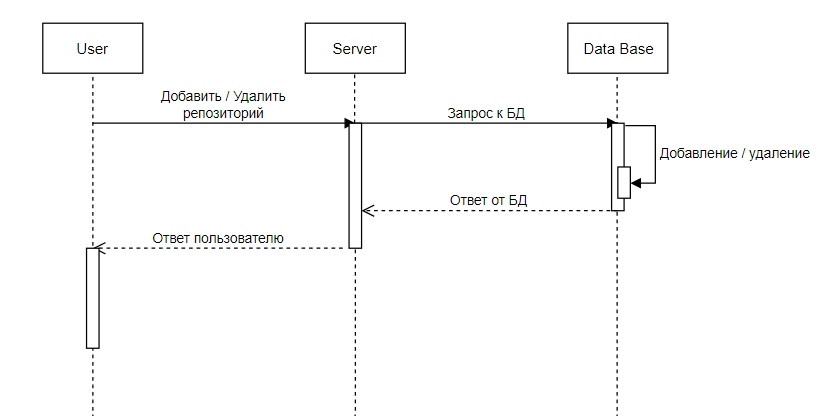 User
Server
Data Base
Добавить / Удалить
репозиторий
Запрос к БД
Добавление / удаление
Ответ от БД
Ответ пользователю